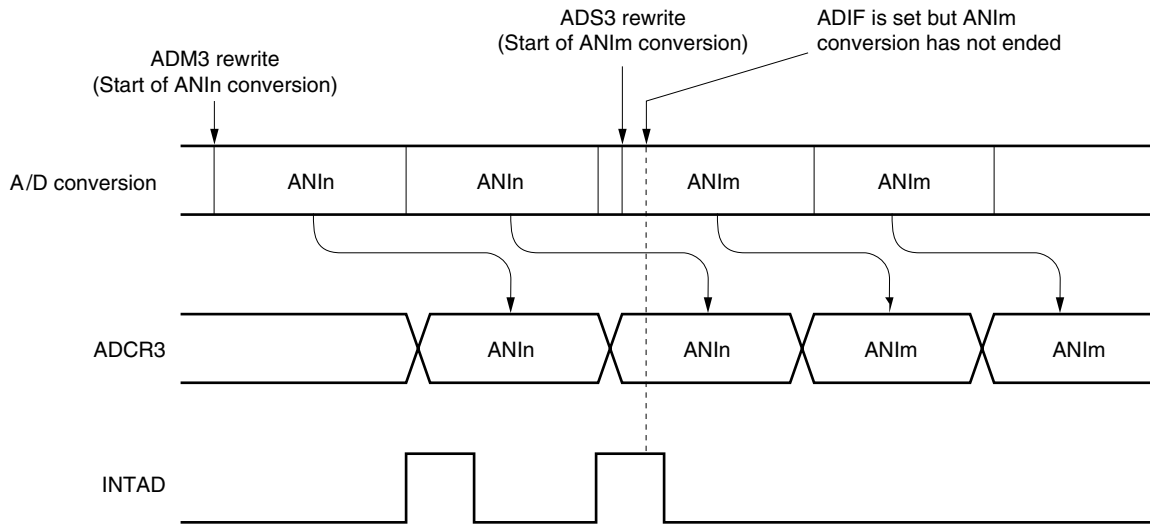 ADS3 rewrite
(Start of ANIm conversion)
ADIF is set but ANIm
conversion has not ended
ADM3 rewrite
(Start of ANIn conversion)
A/D conversion
ANIn
ANIn
ANIm
ANIm
ADCR3
ANIn
ANIn
ANIm
ANIm
INTAD